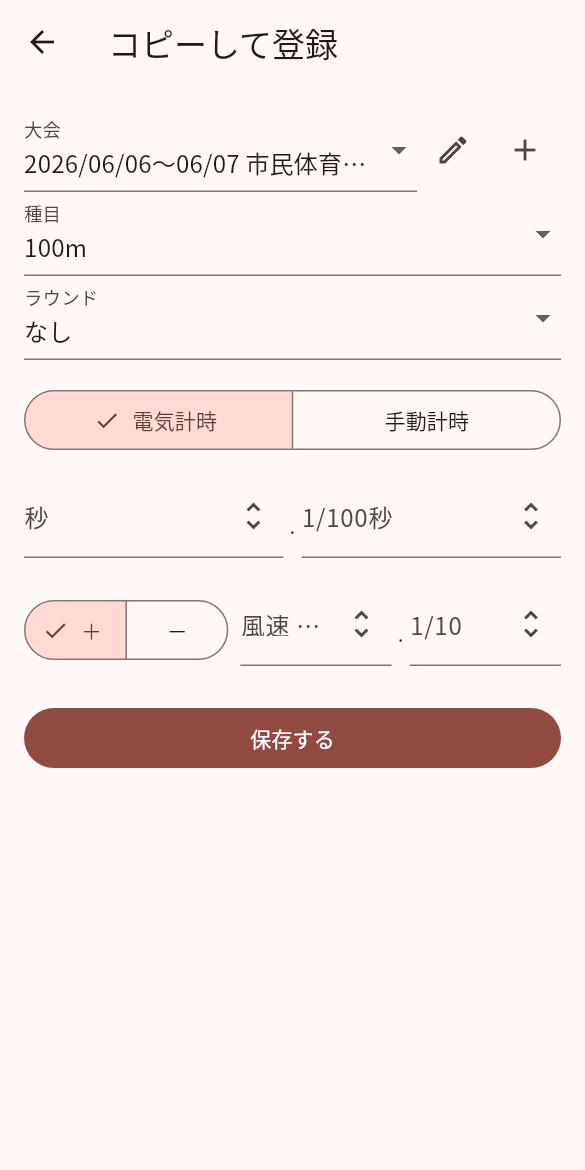 コピーして登録
大会
2026/06/06〜06/07 市民体育…
種目
100m
ラウンド
なし
電気計時 手動計時
秒 . 1/100秒
＋ − 風速 … . 1/10
保存する